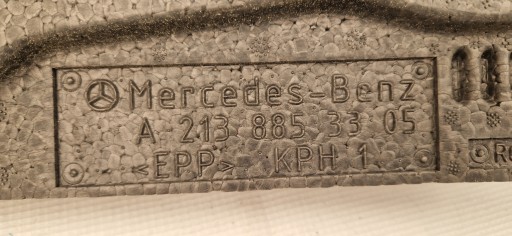 Mercedes-Benz
A 213 885 33 05
>EPP< KPH 1